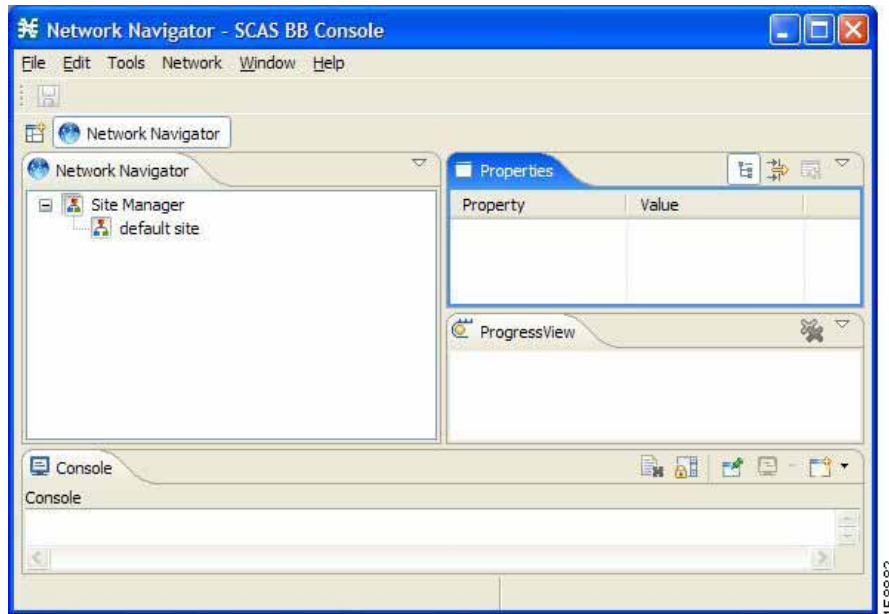 Network Navigator - SCAS BB Console
File Edit Tools Network Window Help
Network Navigator
Network Navigator
Site Manager
default site
Properties
Property Value
ProgressView
Console
Console